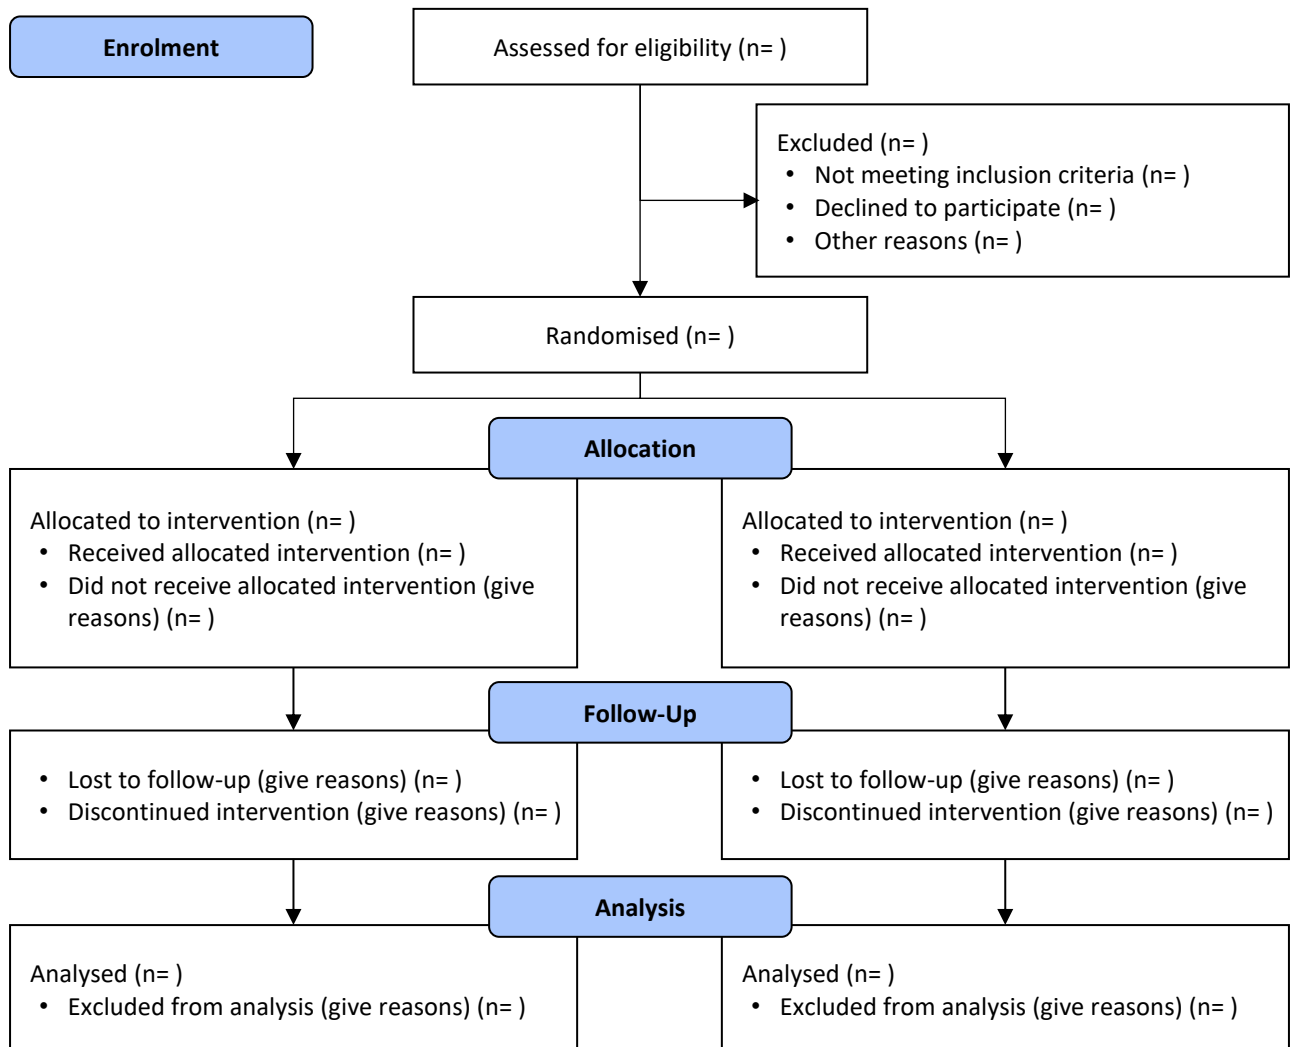 Enrolment
Assessed for eligibility (n= )
Excluded (n= )
• Not meeting inclusion criteria (n= )
• Declined to participate (n= )
• Other reasons (n= )
Randomised (n= )
Allocation
Allocated to intervention (n= )
• Received allocated intervention (n= )
• Did not receive allocated intervention (give
reasons) (n= )
Allocated to intervention (n= )
• Received allocated intervention (n= )
• Did not receive allocated intervention (give
reasons) (n= )
Follow-Up
• Lost to follow-up (give reasons) (n= )
• Discontinued intervention (give reasons) (n= )
• Lost to follow-up (give reasons) (n= )
• Discontinued intervention (give reasons) (n= )
Analysis
Analysed (n= )
• Excluded from analysis (give reasons) (n= )
Analysed (n= )
• Excluded from analysis (give reasons) (n= )